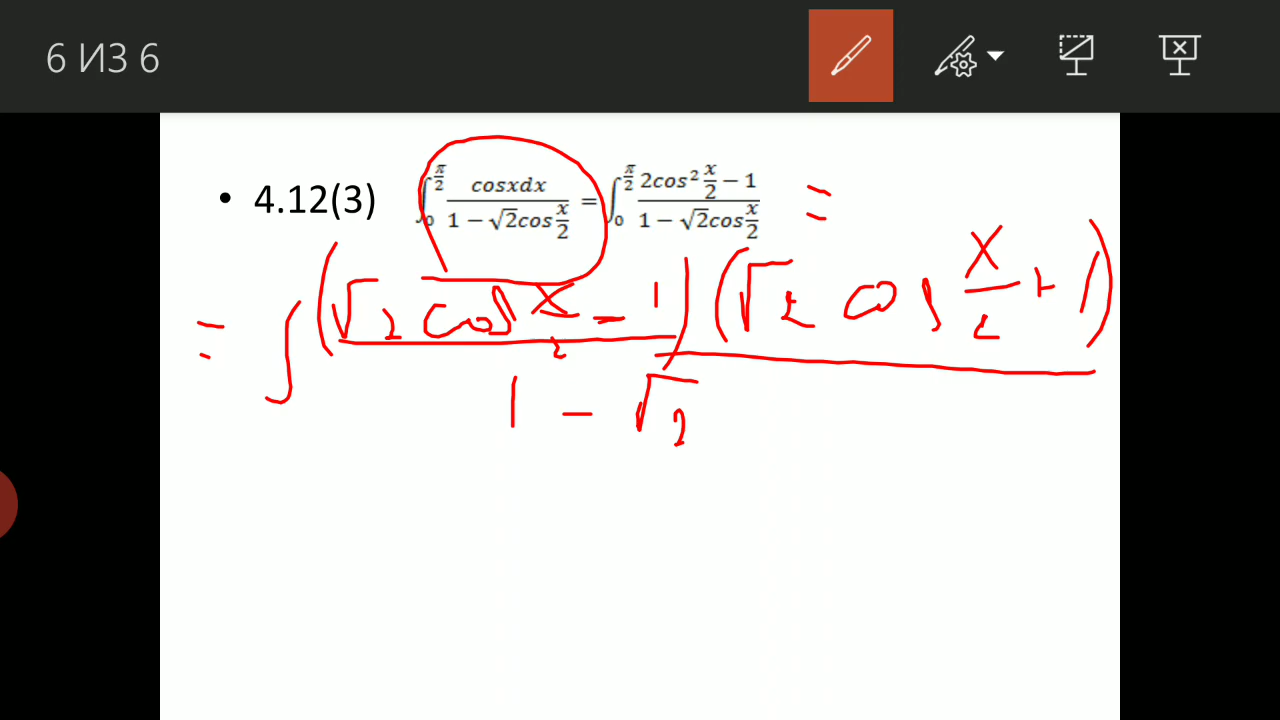 6 ИЗ 6
• 4.12(3) ∫₀^(π/2) cosxdx / (1 − √2cos x/2) = ∫₀^(π/2) (2cos² x/2 − 1) / (1 − √2cos x/2) =
= ∫ (√2 cos x/2 − 1)(√2 cos x/2 + 1) / (1 − √2